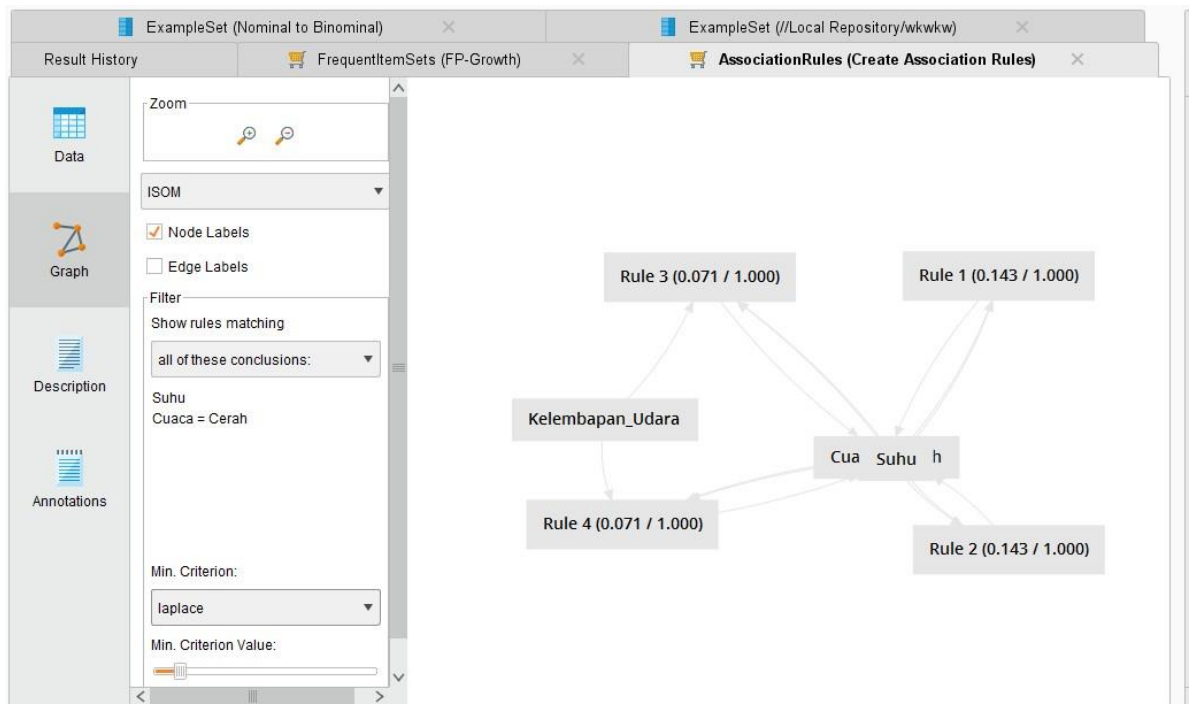 ExampleSet (Nominal to Binominal)
ExampleSet (//Local Repository/wkwkw)
Result History
FrequentItemSets (FP-Growth)
AssociationRules (Create Association Rules)
Data
Graph
Description
Annotations
Zoom
ISOM
Node Labels
Edge Labels
Filter
Show rules matching
all of these conclusions:
Suhu
Cuaca = Cerah
Min. Criterion:
laplace
Min. Criterion Value:
Rule 3 (0.071 / 1.000)
Rule 1 (0.143 / 1.000)
Kelembapan_Udara
Cua Suhu h
Rule 4 (0.071 / 1.000)
Rule 2 (0.143 / 1.000)